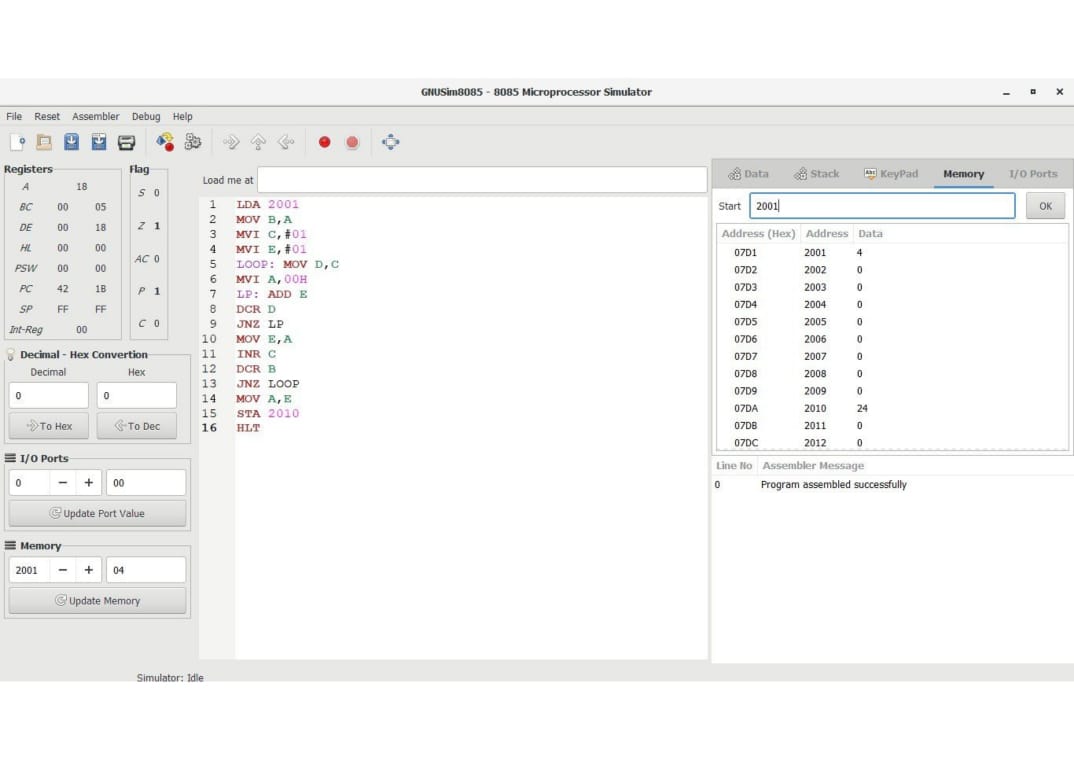 GNUSim8085 - 8085 Microprocessor Simulator
File Reset Assembler Debug Help
Registers
A 18
BC 00 05
DE 00 18
HL 00 00
PSW 00 00
PC 42 1B
SP FF FF
Int-Reg 00
Flag
S 0
Z 1
AC 0
P 1
C 0
Decimal - Hex Convertion
Decimal Hex
0 0
To Hex To Dec
I/O Ports
0 − + 00
Update Port Value
Memory
2001 − + 04
Update Memory
Load me at
1 LDA 2001
2 MOV B,A
3 MVI C,#01
4 MVI E,#01
5 LOOP: MOV D,C
6 MVI A,00H
7 LP: ADD E
8 DCR D
9 JNZ LP
10 MOV E,A
11 INR C
12 DCR B
13 JNZ LOOP
14 MOV A,E
15 STA 2010
16 HLT
Data Stack Abc KeyPad Memory I/O Ports
Start 2001 OK
Address (Hex) Address Data
07D1 2001 4
07D2 2002 0
07D3 2003 0
07D4 2004 0
07D5 2005 0
07D6 2006 0
07D7 2007 0
07D8 2008 0
07D9 2009 0
07DA 2010 24
07DB 2011 0
07DC 2012 0
Line No Assembler Message
0 Program assembled successfully
Simulator: Idle